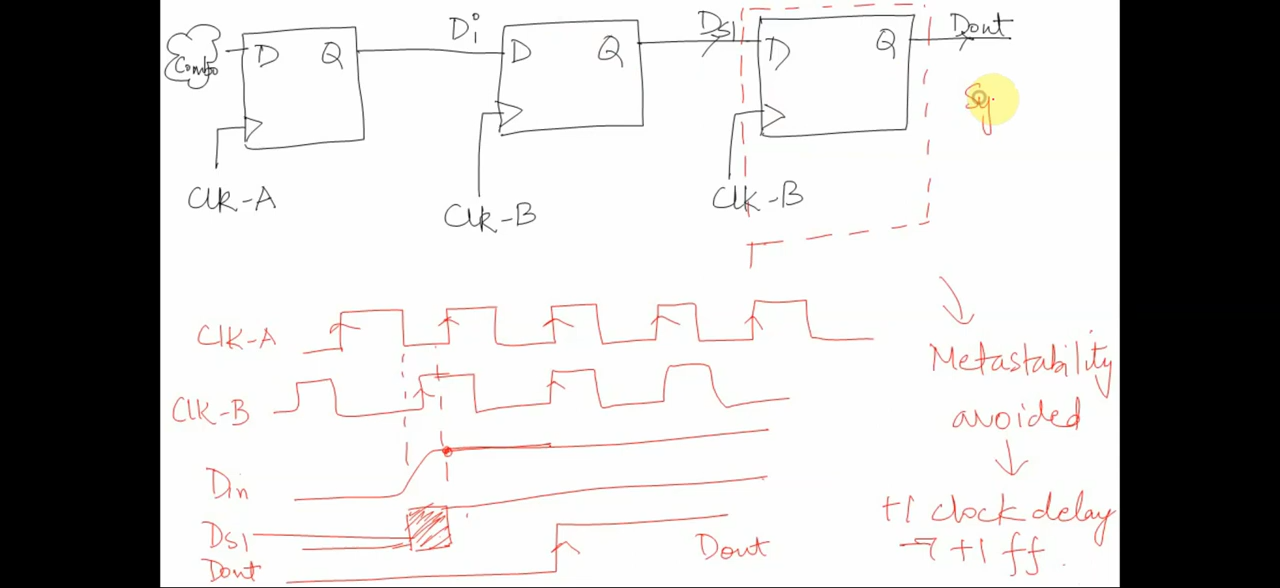 Di
Ds1
Dout
Combo
D
Q
D
Q
D
Q
Sy
Clk-A
Clk-B
Clk-B
Clk-A
Clk-B
Din
Ds1
Dout
Dout
Metastability
avoided
+1 clock delay
→ +1 ff.